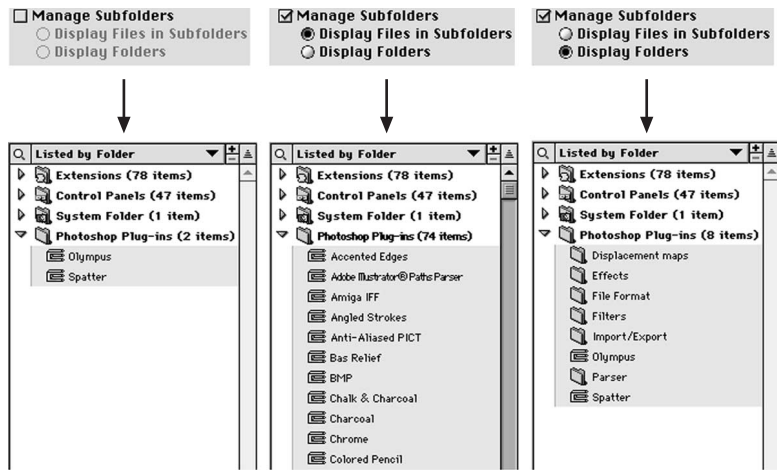 Manage Subfolders
Display Files in Subfolders
Display Folders
Listed by Folder
Extensions (78 items)
Control Panels (47 items)
System Folder (1 item)
Photoshop Plug-ins (2 items)
Olympus
Spatter
Manage Subfolders
Display Files in Subfolders
Display Folders
Listed by Folder
Extensions (78 items)
Control Panels (47 items)
System Folder (1 item)
Photoshop Plug-ins (74 items)
Accented Edges
Adobe Illustrator® Paths Parser
Amiga IFF
Angled Strokes
Anti-Aliased PICT
Bas Relief
BMP
Chalk & Charcoal
Charcoal
Chrome
Colored Pencil
Manage Subfolders
Display Files in Subfolders
Display Folders
Listed by Folder
Extensions (78 items)
Control Panels (47 items)
System Folder (1 item)
Photoshop Plug-ins (8 items)
Displacement maps
Effects
File Format
Filters
Import/Export
Olympus
Parser
Spatter